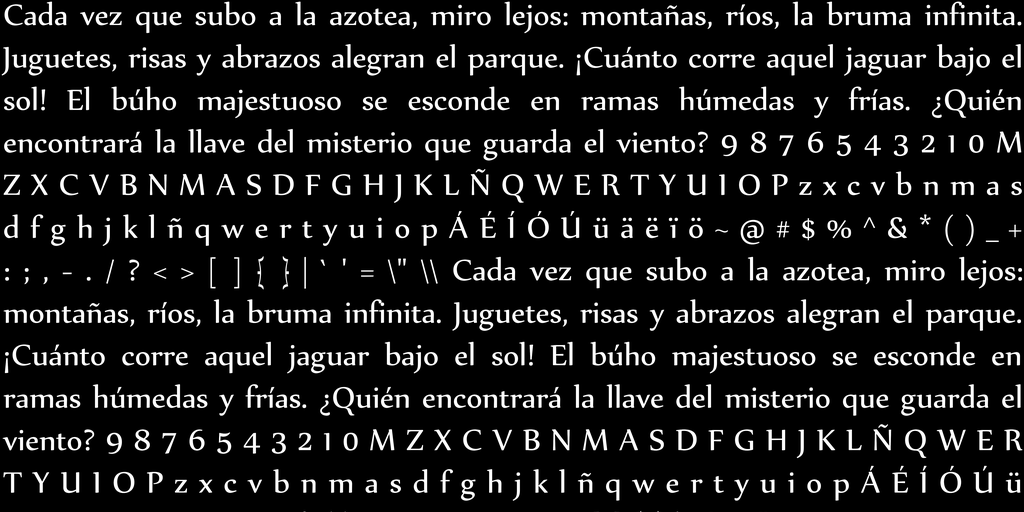 Cada vez que subo a la azotea, miro lejos: montañas, ríos, la bruma infinita.
Juguetes, risas y abrazos alegran el parque. ¡Cuánto corre aquel jaguar bajo el
sol! El búho majestuoso se esconde en ramas húmedas y frías. ¿Quién
encontrará la llave del misterio que guarda el viento? 9 8 7 6 5 4 3 2 1 0 M
Z X C V B N M A S D F G H J K L Ñ Q W E R T Y U I O P z x c v b n m a s
d f g h j k l ñ q w e r t y u i o p Á É Í Ó Ú ü ä ë ï ö ~ @ # $ % ^ & * ( ) _ +
: ; , - . / ? < > [ ] { } | ` ' = \" \\ Cada vez que subo a la azotea, miro lejos:
montañas, ríos, la bruma infinita. Juguetes, risas y abrazos alegran el parque.
¡Cuánto corre aquel jaguar bajo el sol! El búho majestuoso se esconde en
ramas húmedas y frías. ¿Quién encontrará la llave del misterio que guarda el
viento? 9 8 7 6 5 4 3 2 1 0 M Z X C V B N M A S D F G H J K L Ñ Q W E R
T Y U I O P z x c v b n m a s d f g h j k l ñ q w e r t y u i o p Á É Í Ó Ú ü